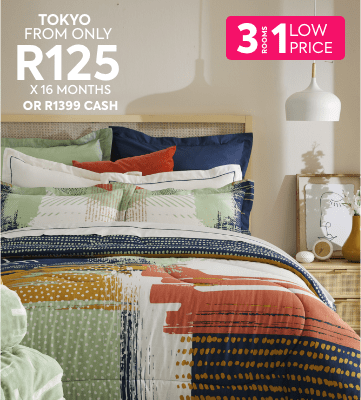 TOKYO
FROM ONLY
R125
X 16 MONTHS
OR R1399 CASH
3 ROOMS 1 LOW
PRICE